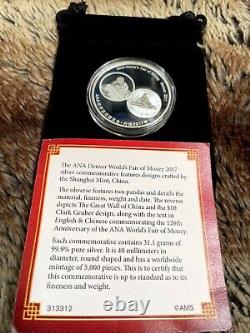 ANA World's Fair of Money
The ANA Denver World's Fair of Money 2017
silver commemorative features designs crafted by
the Shanghai Mint, China.
The obverse features two pandas and details the
material, fineness, weight and date. The reverse
depicts The Great Wall of China and the $10
Clark Gruber design, along with the text in
English & Chinese commemorating the 126th
Anniversary of the ANA World's Fair of Money.
Each commemorative contains 31.1 grams of
99.9% pure silver. It is 40 millimeters in
diameter, round shaped and has a worldwide
mintage of 5,000 pieces. This is to certify that
this commemorative is up to standard as to its
fineness and weight.
313312 ©AMS